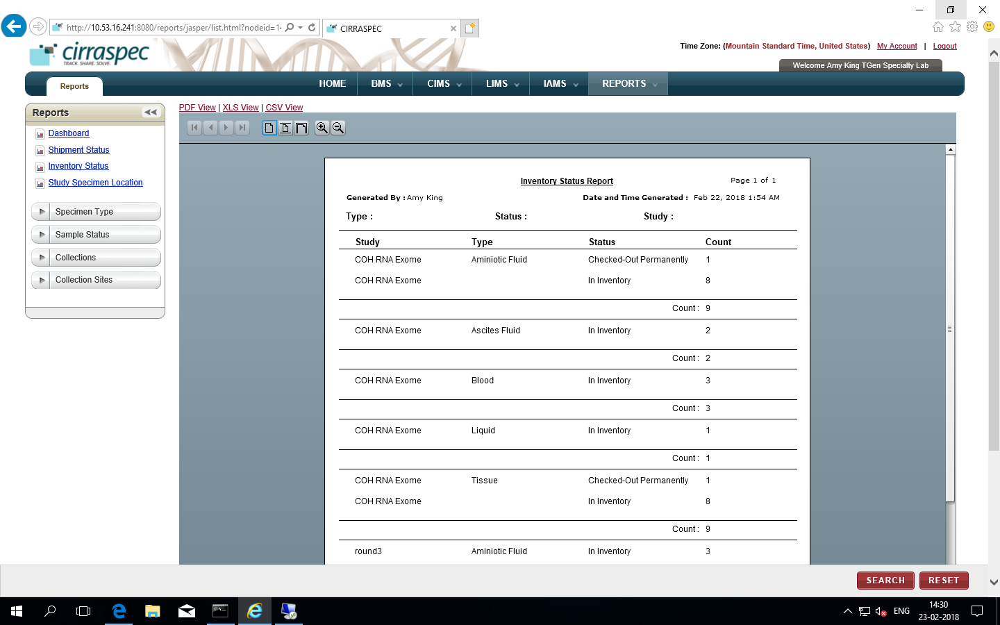 http://10.53.16.241:8080/reports/jasper/list.html?nodeid=1
CIRRASPEC
cirraspec
TRACK. SHARE. SOLVE.
Time Zone: (Mountain Standard Time, United States) My Account | Logout
Welcome Amy King TGen Specialty Lab
Reports
HOME BMS CIMS LIMS IAMS REPORTS
Reports
Dashboard
Shipment Status
Inventory Status
Study Specimen Location
Specimen Type
Sample Status
Collections
Collection Sites
PDF View | XLS View | CSV View
Inventory Status Report Page 1 of 1
Generated By : Amy King Date and Time Generated : Feb 22, 2018 1:54 AM
Type : Status : Study :
Study Type Status Count
COH RNA Exome Aminiotic Fluid Checked-Out Permanently 1
COH RNA Exome In Inventory 8
Count : 9
COH RNA Exome Ascites Fluid In Inventory 2
Count : 2
COH RNA Exome Blood In Inventory 3
Count : 3
COH RNA Exome Liquid In Inventory 1
Count : 1
COH RNA Exome Tissue Checked-Out Permanently 1
COH RNA Exome In Inventory 8
Count : 9
round3 Aminiotic Fluid In Inventory 3
SEARCH RESET
ENG
14:30
23-02-2018